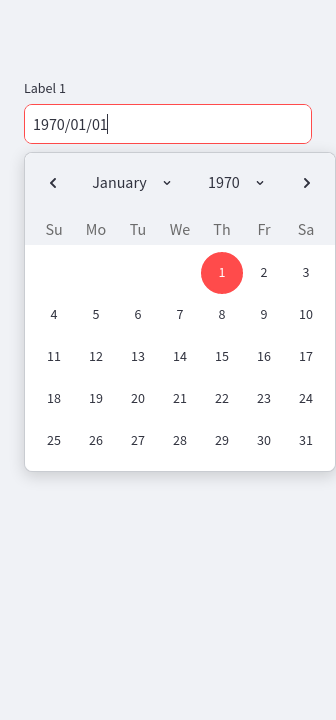 Label 1
1970/01/01
January 1970
Su Mo Tu We Th Fr Sa
1 2 3
4 5 6 7 8 9 10
11 12 13 14 15 16 17
18 19 20 21 22 23 24
25 26 27 28 29 30 31